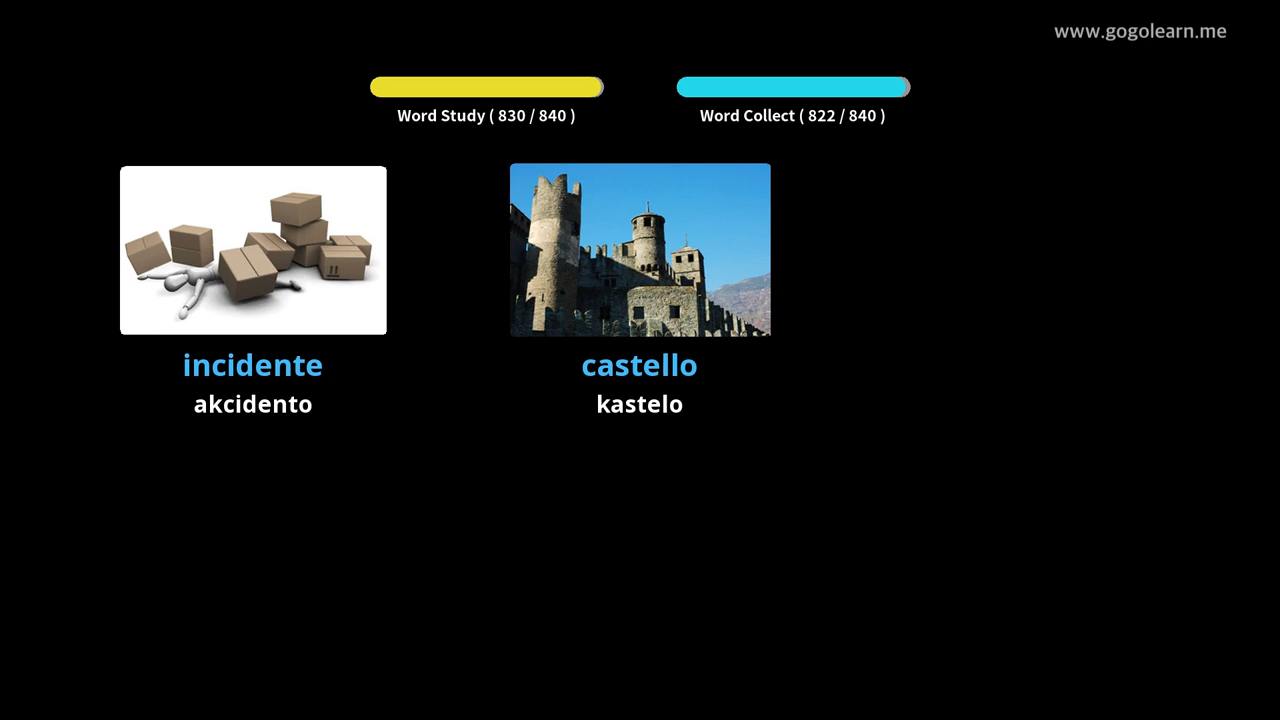 www.gogolearn.me
Word Study ( 830 / 840 )
Word Collect ( 822 / 840 )
incidente
akcidento
castello
kastelo